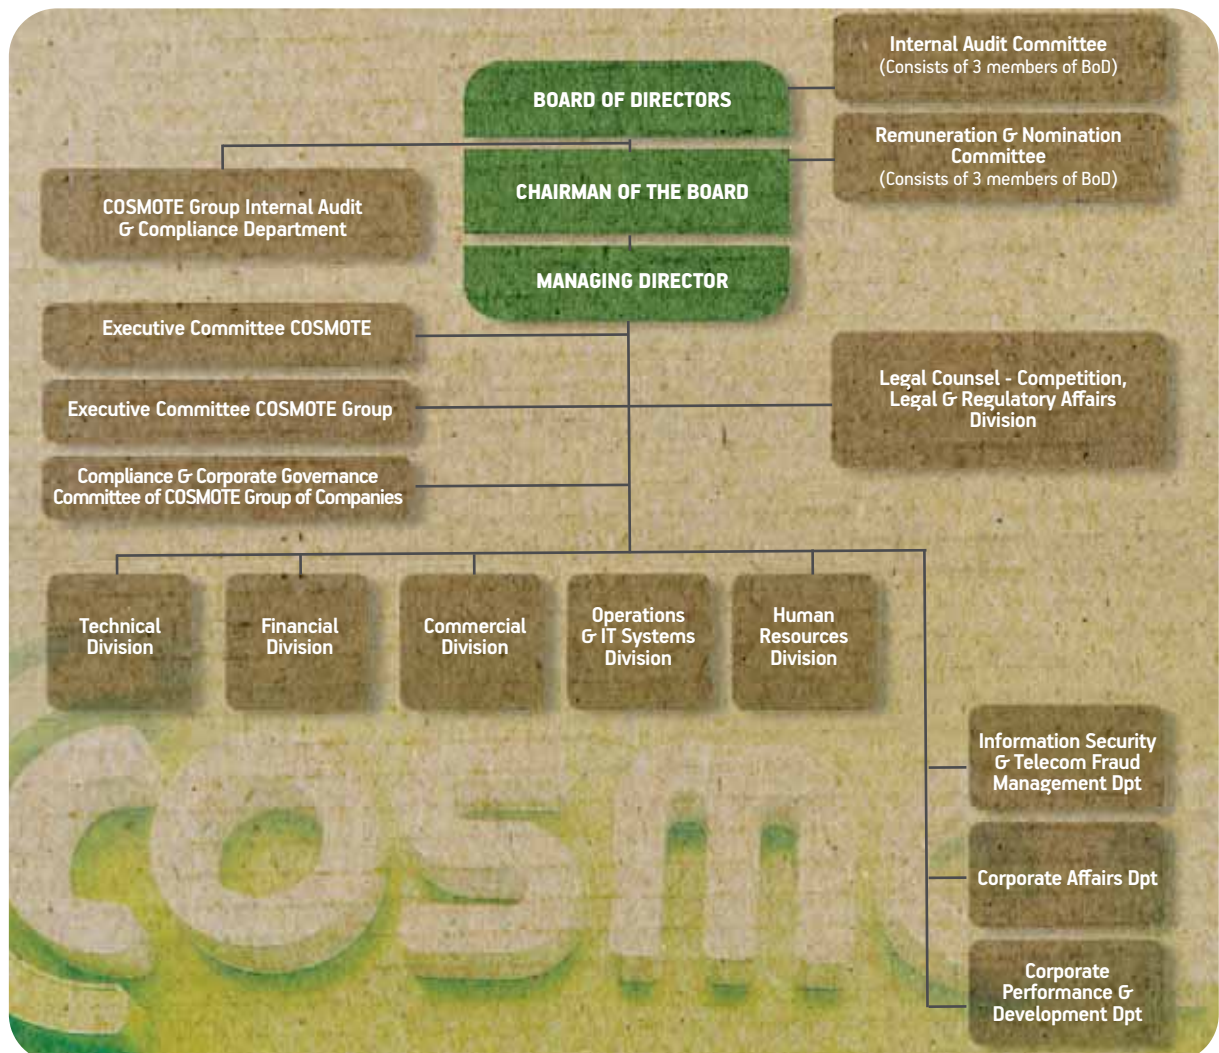 Internal Audit Committee
(Consists of 3 members of BoD)
BOARD OF DIRECTORS
Remuneration & Nomination
Committee
(Consists of 3 members of BoD)
CHAIRMAN OF THE BOARD
COSMOTE Group Internal Audit
& Compliance Department
MANAGING DIRECTOR
Executive Committee COSMOTE
Executive Committee COSMOTE Group
Legal Counsel - Competition,
Legal & Regulatory Affairs
Division
Compliance & Corporate Governance
Committee of COSMOTE Group of Companies
Technical
Division
Financial
Division
Commercial
Division
Operations
& IT Systems
Division
Human
Resources
Division
Information Security
& Telecom Fraud
Management Dpt
Corporate Affairs Dpt
Corporate
Performance &
Development Dpt
cosm